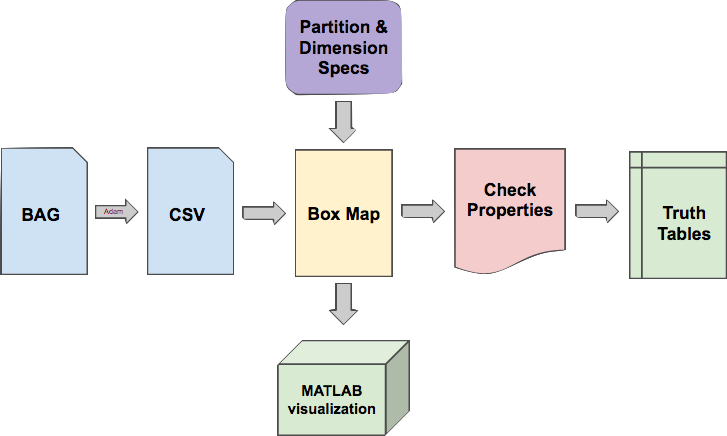 Partition &
Dimension
Specs
BAG
Adam
CSV
Box Map
Check
Properties
Truth
Tables
MATLAB
visualization